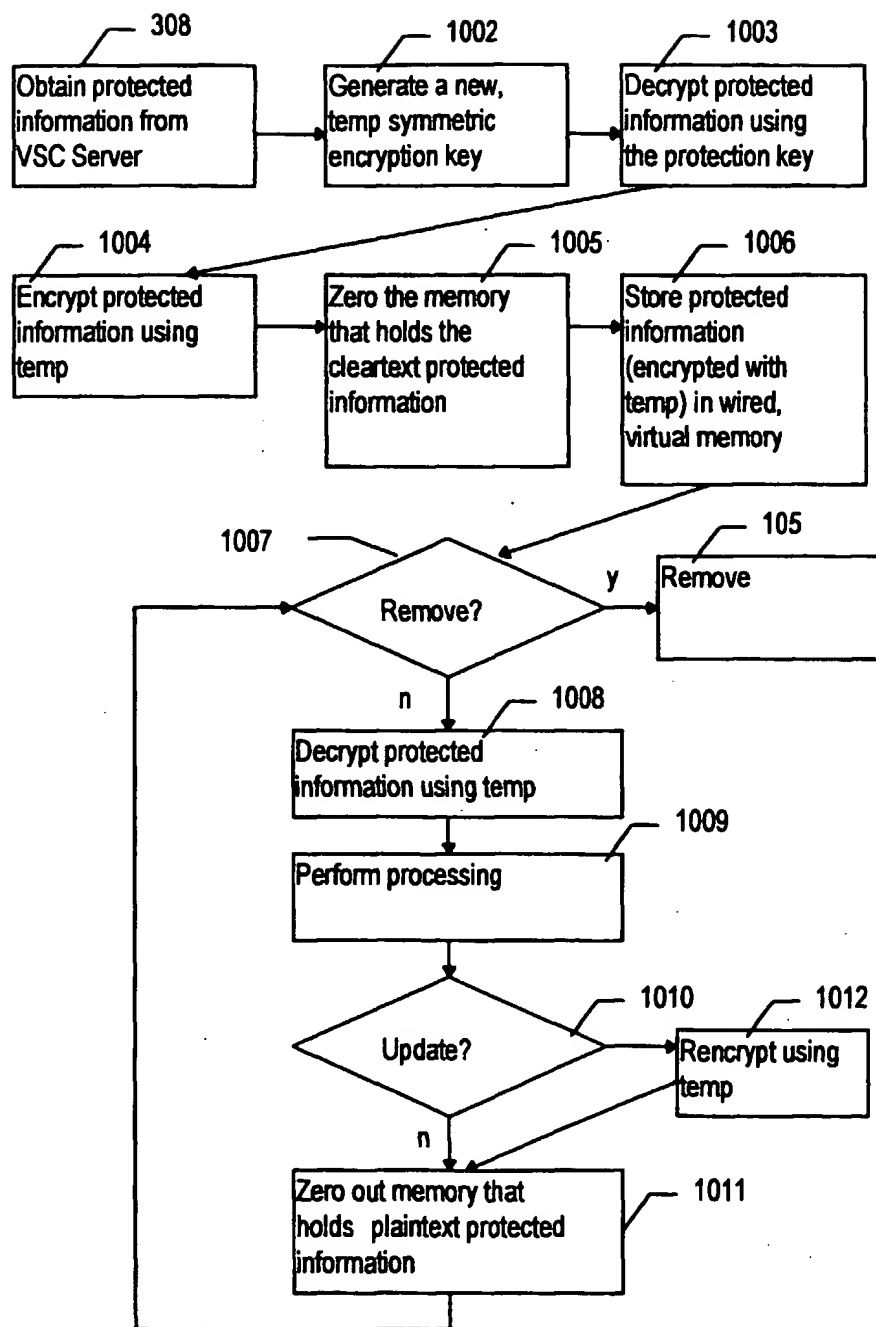 308
Obtain protected
information from
VSC Server
1002
Generate a new,
temp symmetric
encryption key
1003
Decrypt protected
information using
the protection key
1004
Encrypt protected
information using
temp
1005
Zero the memory
that holds the
cleartext protected
information
1006
Store protected
information
(encrypted with
temp) in wired,
virtual memory
1007
Remove?
y
105
Remove
n
1008
Decrypt protected
information using temp
1009
Perform processing
1010
Update?
1012
Rencrypt using
temp
n
1011
Zero out memory that
holds plaintext protected
information